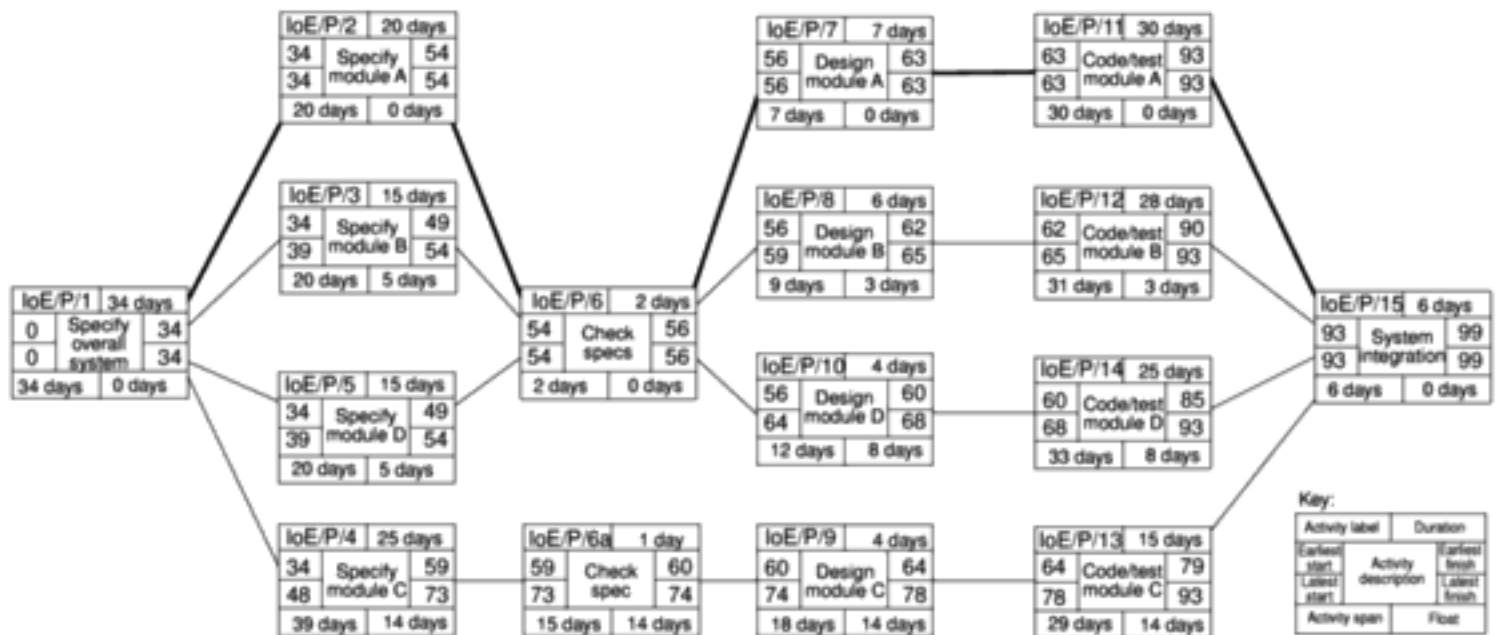 IoE/P/2 20 days
34 Specify module A 54
34 54
20 days 0 days
IoE/P/7 7 days
56 Design module A 63
56 63
7 days 0 days
IoE/P/11 30 days
63 Code/test module A 93
63 93
30 days 0 days
IoE/P/3 15 days
34 Specify module B 49
39 54
20 days 5 days
IoE/P/8 6 days
56 Design module B 62
59 65
9 days 3 days
IoE/P/12 28 days
62 Code/test module B 90
65 93
31 days 3 days
IoE/P/1 34 days
0 Specify overall system 34
0 34
34 days 0 days
IoE/P/6 2 days
54 Check specs 56
54 56
2 days 0 days
IoE/P/15 6 days
93 System integration 99
93 99
6 days 0 days
IoE/P/5 15 days
34 Specify module D 49
39 54
20 days 5 days
IoE/P/10 4 days
56 Design module D 60
64 68
12 days 8 days
IoE/P/14 25 days
60 Code/test module D 85
68 93
33 days 8 days
IoE/P/4 25 days
34 Specify module C 59
48 73
39 days 14 days
IoE/P/6a 1 day
59 Check spec 60
73 74
15 days 14 days
IoE/P/9 4 days
60 Design module C 64
74 78
18 days 14 days
IoE/P/13 15 days
64 Code/test module C 79
78 93
29 days 14 days
Key:
Activity label Duration
Earliest start Activity description Earliest finish
Latest start Latest finish
Activity span Float